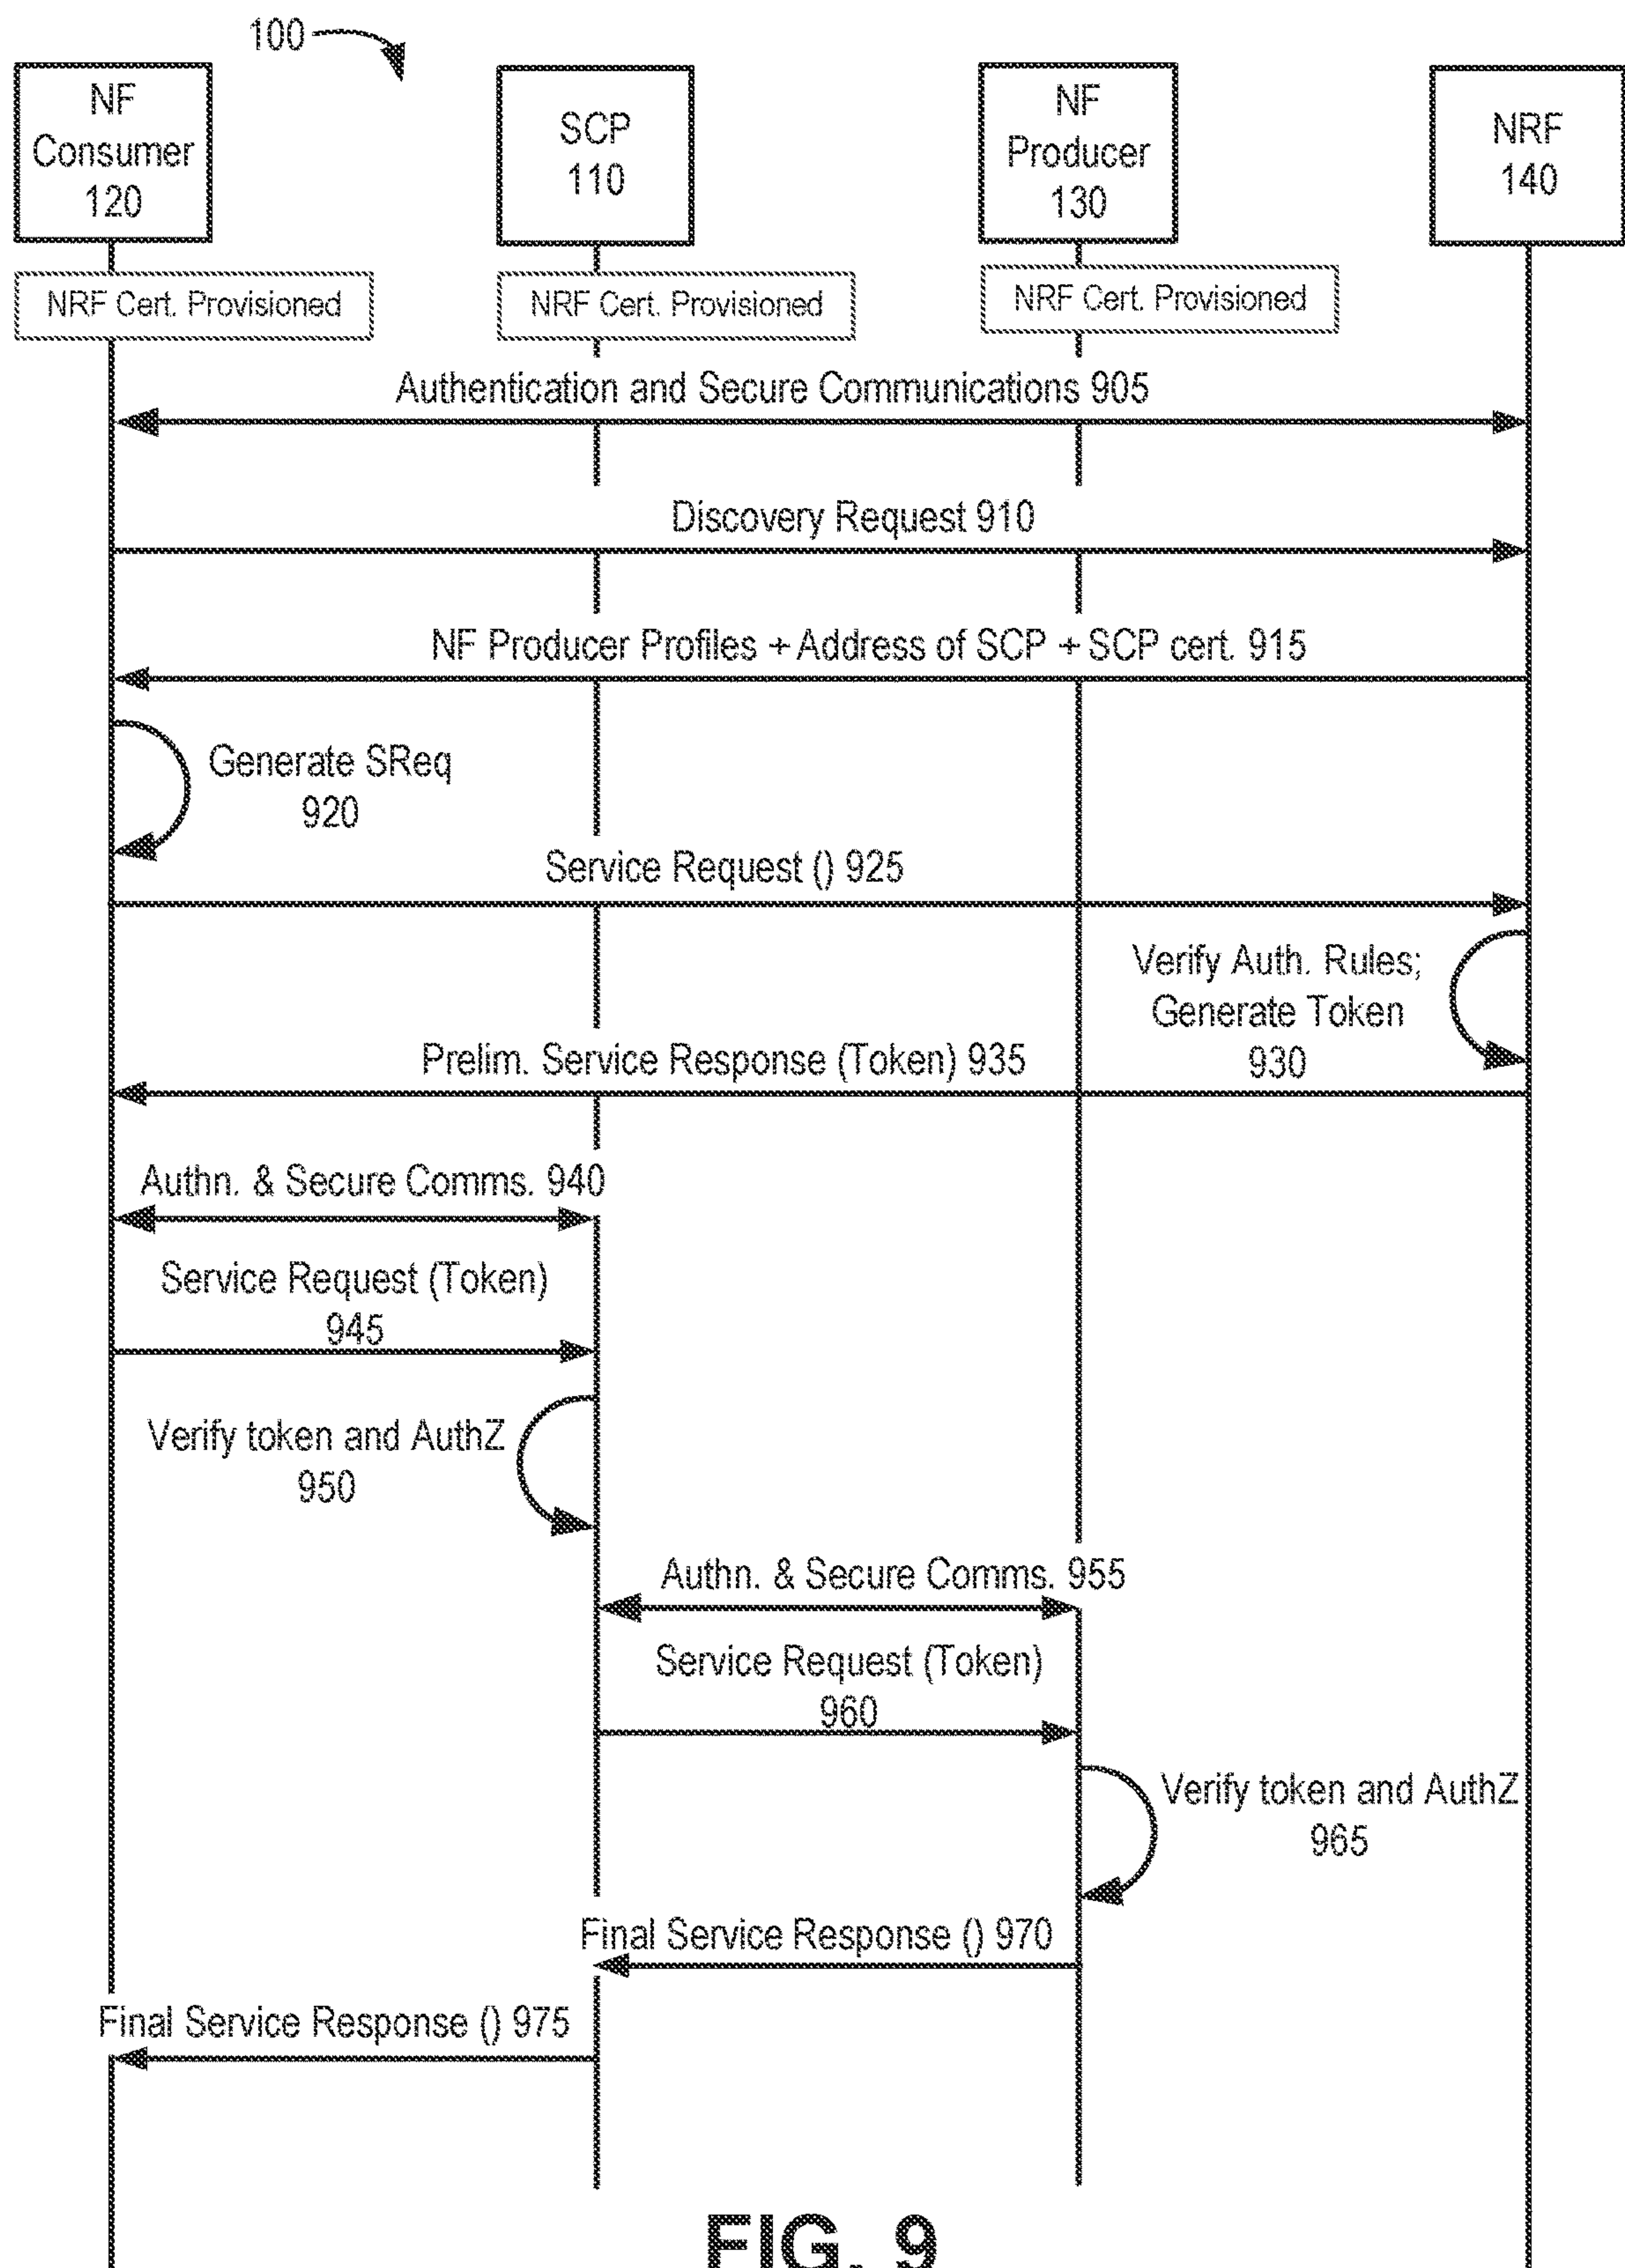 100
NF
Consumer
120
SCP
110
NF
Producer
130
NRF
140
NRF Cert. Provisioned
NRF Cert. Provisioned
NRF Cert. Provisioned
Authentication and Secure Communications 905
Discovery Request 910
NF Producer Profiles + Address of SCP + SCP cert. 915
Generate SReq
920
Service Request () 925
Verify Auth. Rules;
Generate Token
930
Prelim. Service Response (Token) 935
Authn. & Secure Comms. 940
Service Request (Token)
945
Verify token and AuthZ
950
Authn. & Secure Comms. 955
Service Request (Token)
960
Verify token and AuthZ
965
Final Service Response () 970
Final Service Response () 975
FIG. 9